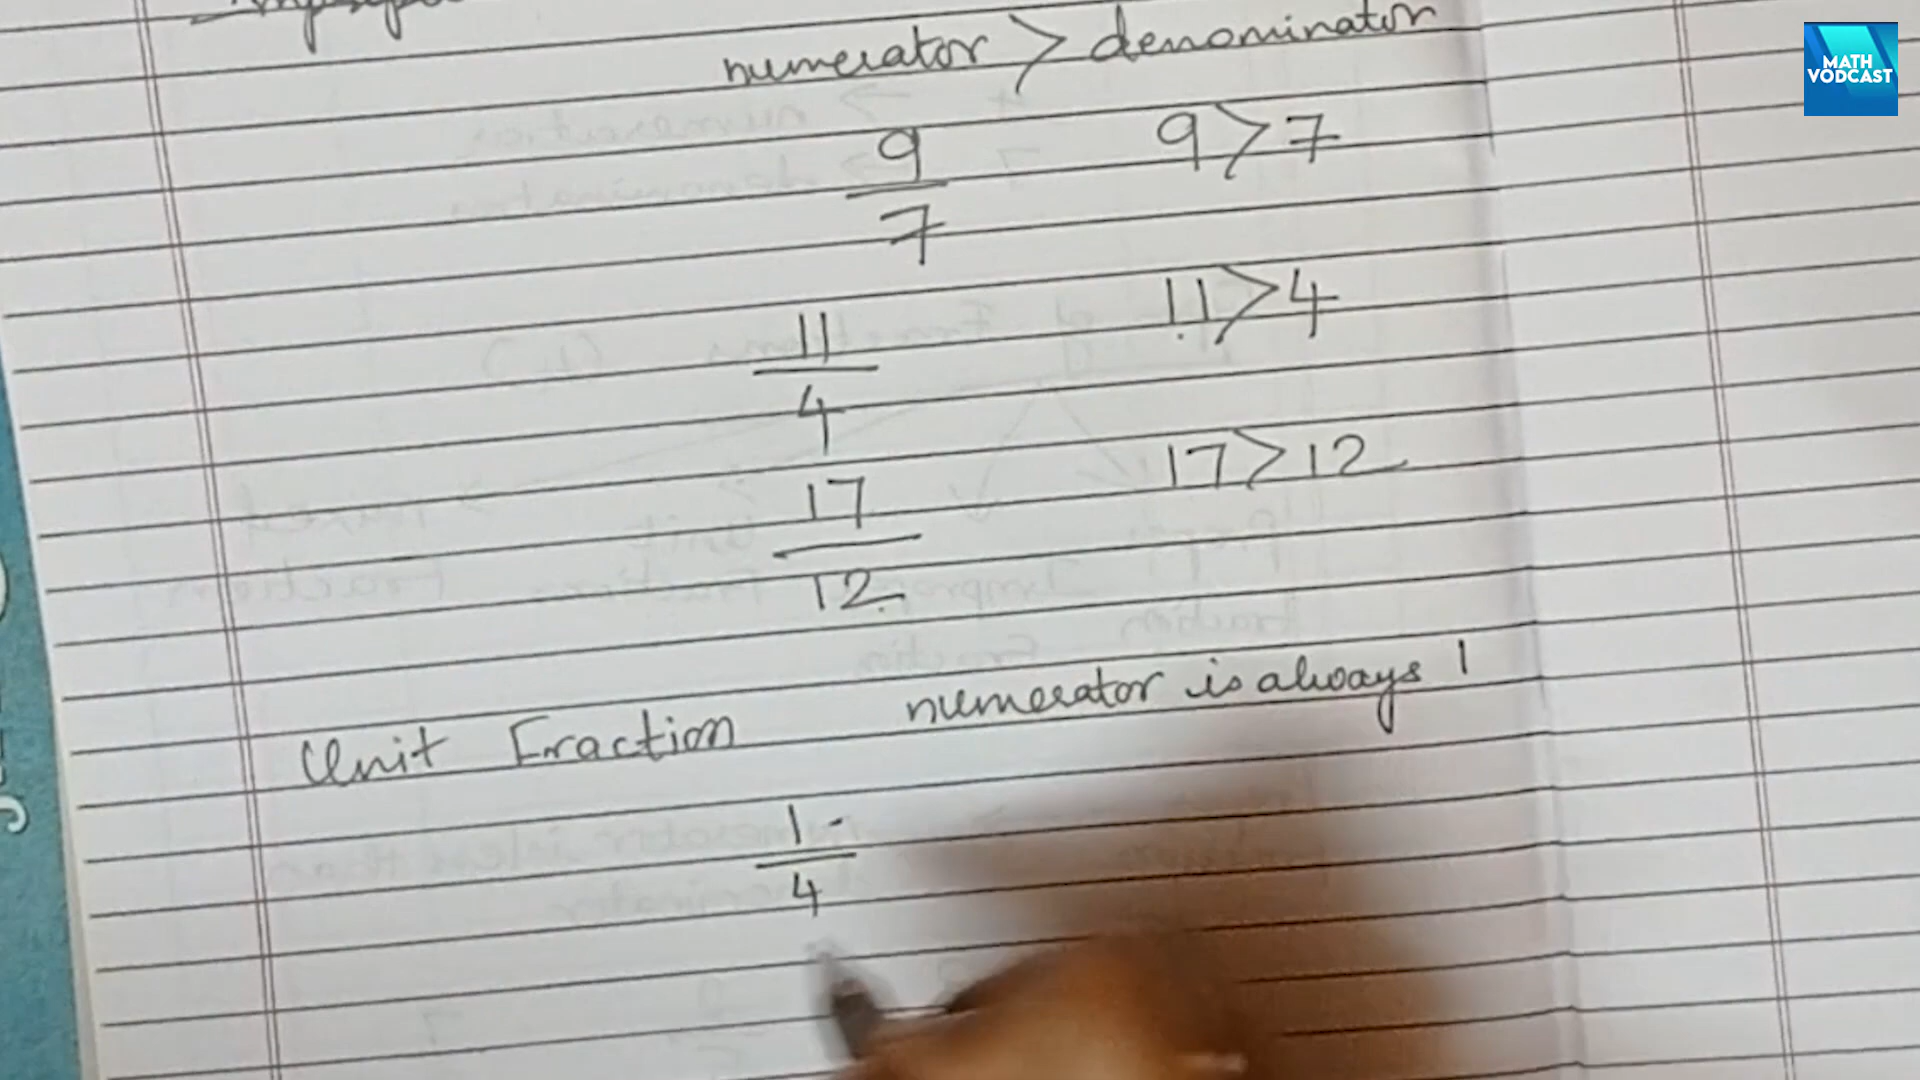 numerator > denominator
9/7 9>7
11/4 11>4
17/12 17>12
Unit Fraction numerator is always 1
1/4
MATH
VODCAST